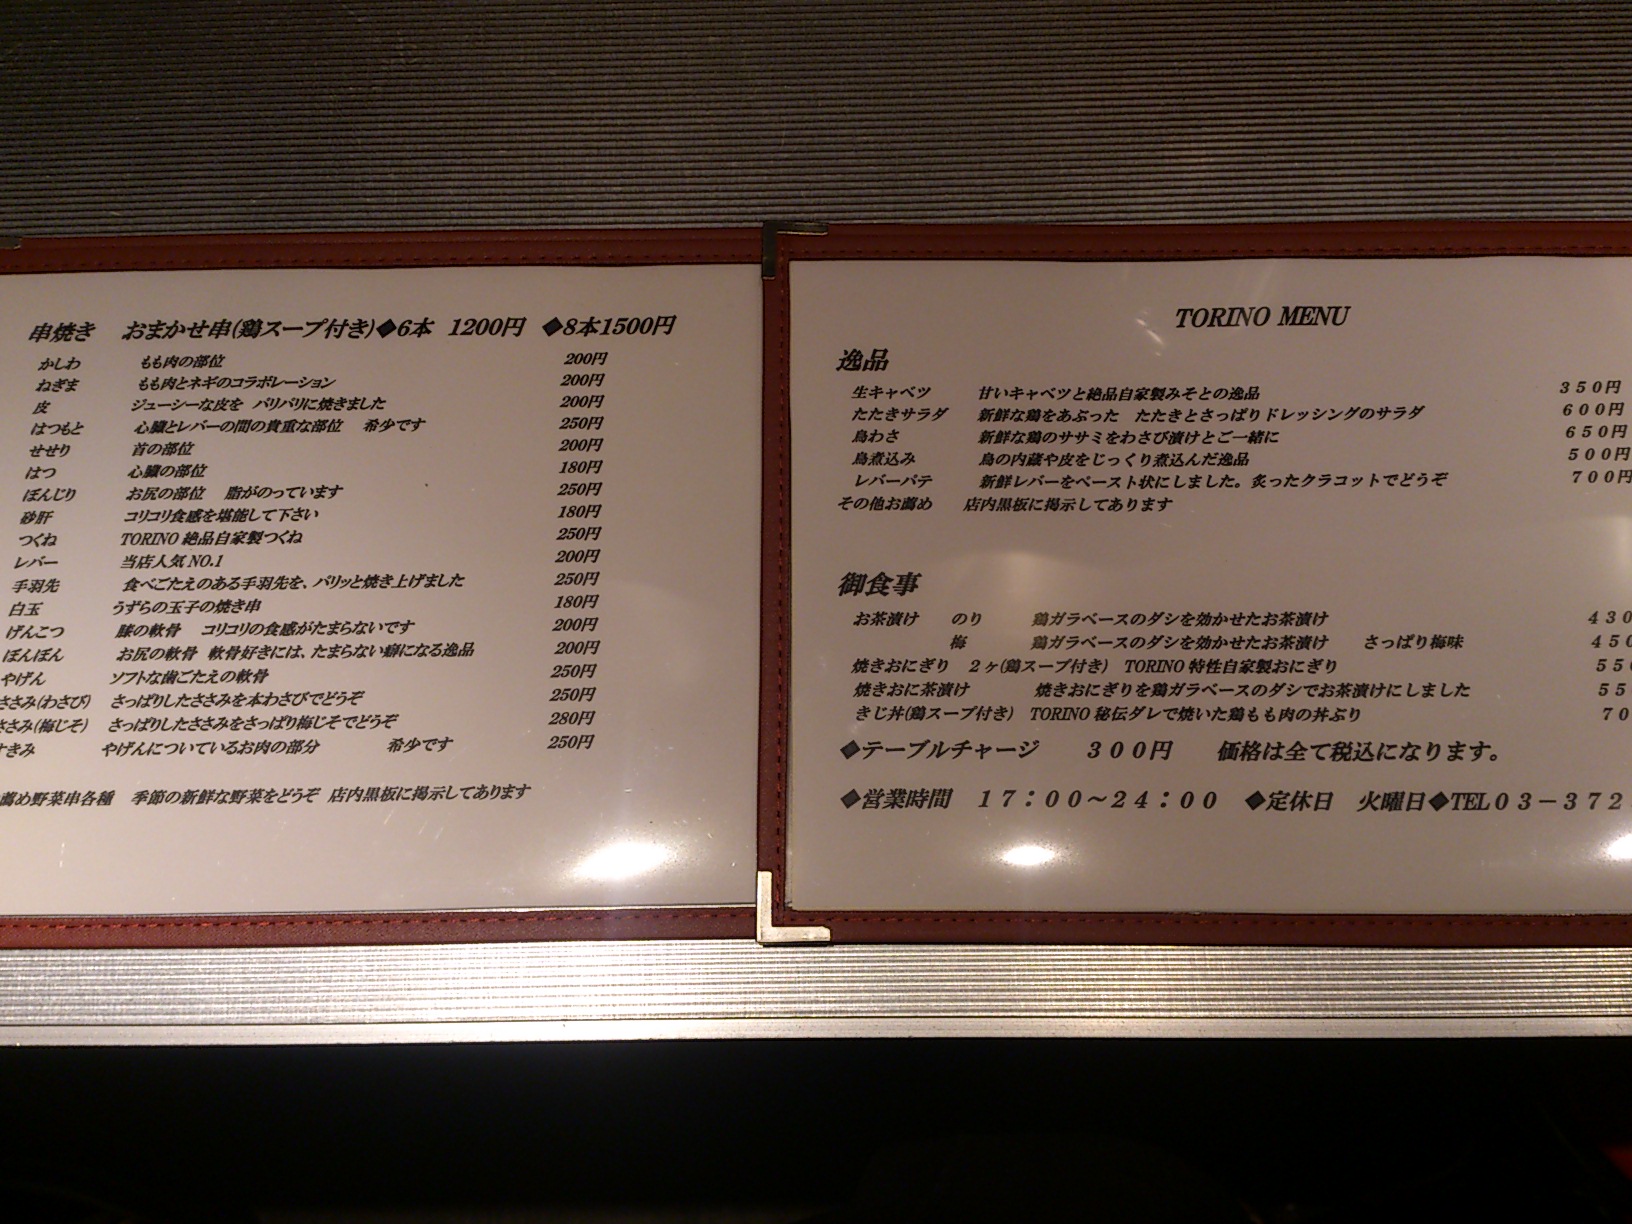 串焼き おまかせ串(鶏スープ付き)◆6本 1200円 ◆8本1500円
かしわ もも肉の部位 200円
ねぎま もも肉とネギのコラボレーション 200円
皮 ジューシーな皮を パリパリに焼きました 200円
はつもと 心臓とレバーの間の貴重な部位 希少です 250円
せせり 首の部位 200円
はつ 心臓の部位 180円
ぼんじり お尻の部位 脂がのっています 250円
砂肝 コリコリ食感を堪能して下さい 180円
つくね TORINO絶品自家製つくね 250円
レバー 当店人気NO.1 200円
手羽先 食べごたえのある手羽先を、パリッと焼き上げました 250円
白玉 うずらの玉子の焼き串 180円
げんこつ 膝の軟骨 コリコリの食感がたまらないです 200円
ぼんぼん お尻の軟骨 軟骨好きには、たまらない癖になる逸品 200円
やげん ソフトな歯ごたえの軟骨 250円
ささみ(わさび) さっぱりしたささみを本わさびでどうぞ 250円
ささみ(梅じそ) さっぱりしたささみをさっぱり梅じそでどうぞ 280円
すきみ やげんについているお肉の部分 希少です 250円
薦め野菜串各種 季節の新鮮な野菜をどうぞ 店内黒板に掲示してあります
TORINO MENU
逸品
生キャベツ 甘いキャベツと絶品自家製みそとの逸品 350円
たたきサラダ 新鮮な鶏をあぶった たたきとさっぱりドレッシングのサラダ 600円
鳥わさ 新鮮な鶏のササミをわさび漬けとご一緒に 650円
鳥煮込み 鳥の内蔵や皮をじっくり煮込んだ逸品 500円
レバーパテ 新鮮レバーをペースト状にしました。炙ったクラコットでどうぞ 700円
その他お薦め 店内黒板に掲示してあります
御食事
お茶漬け のり 鶏ガラベースのダシを効かせたお茶漬け 430
梅 鶏ガラベースのダシを効かせたお茶漬け さっぱり梅味 450
焼きおにぎり 2ヶ(鶏スープ付き) TORINO特性自家製おにぎり 550
焼きおに茶漬け 焼きおにぎりを鶏ガラベースのダシでお茶漬けにしました 55
きじ丼(鶏スープ付き) TORINO秘伝ダレで焼いた鶏もも肉の丼ぶり 70
◆テーブルチャージ 300円 価格は全て税込になります。
◆営業時間 17：00～24：00 ◆定休日 火曜日◆TEL03－372